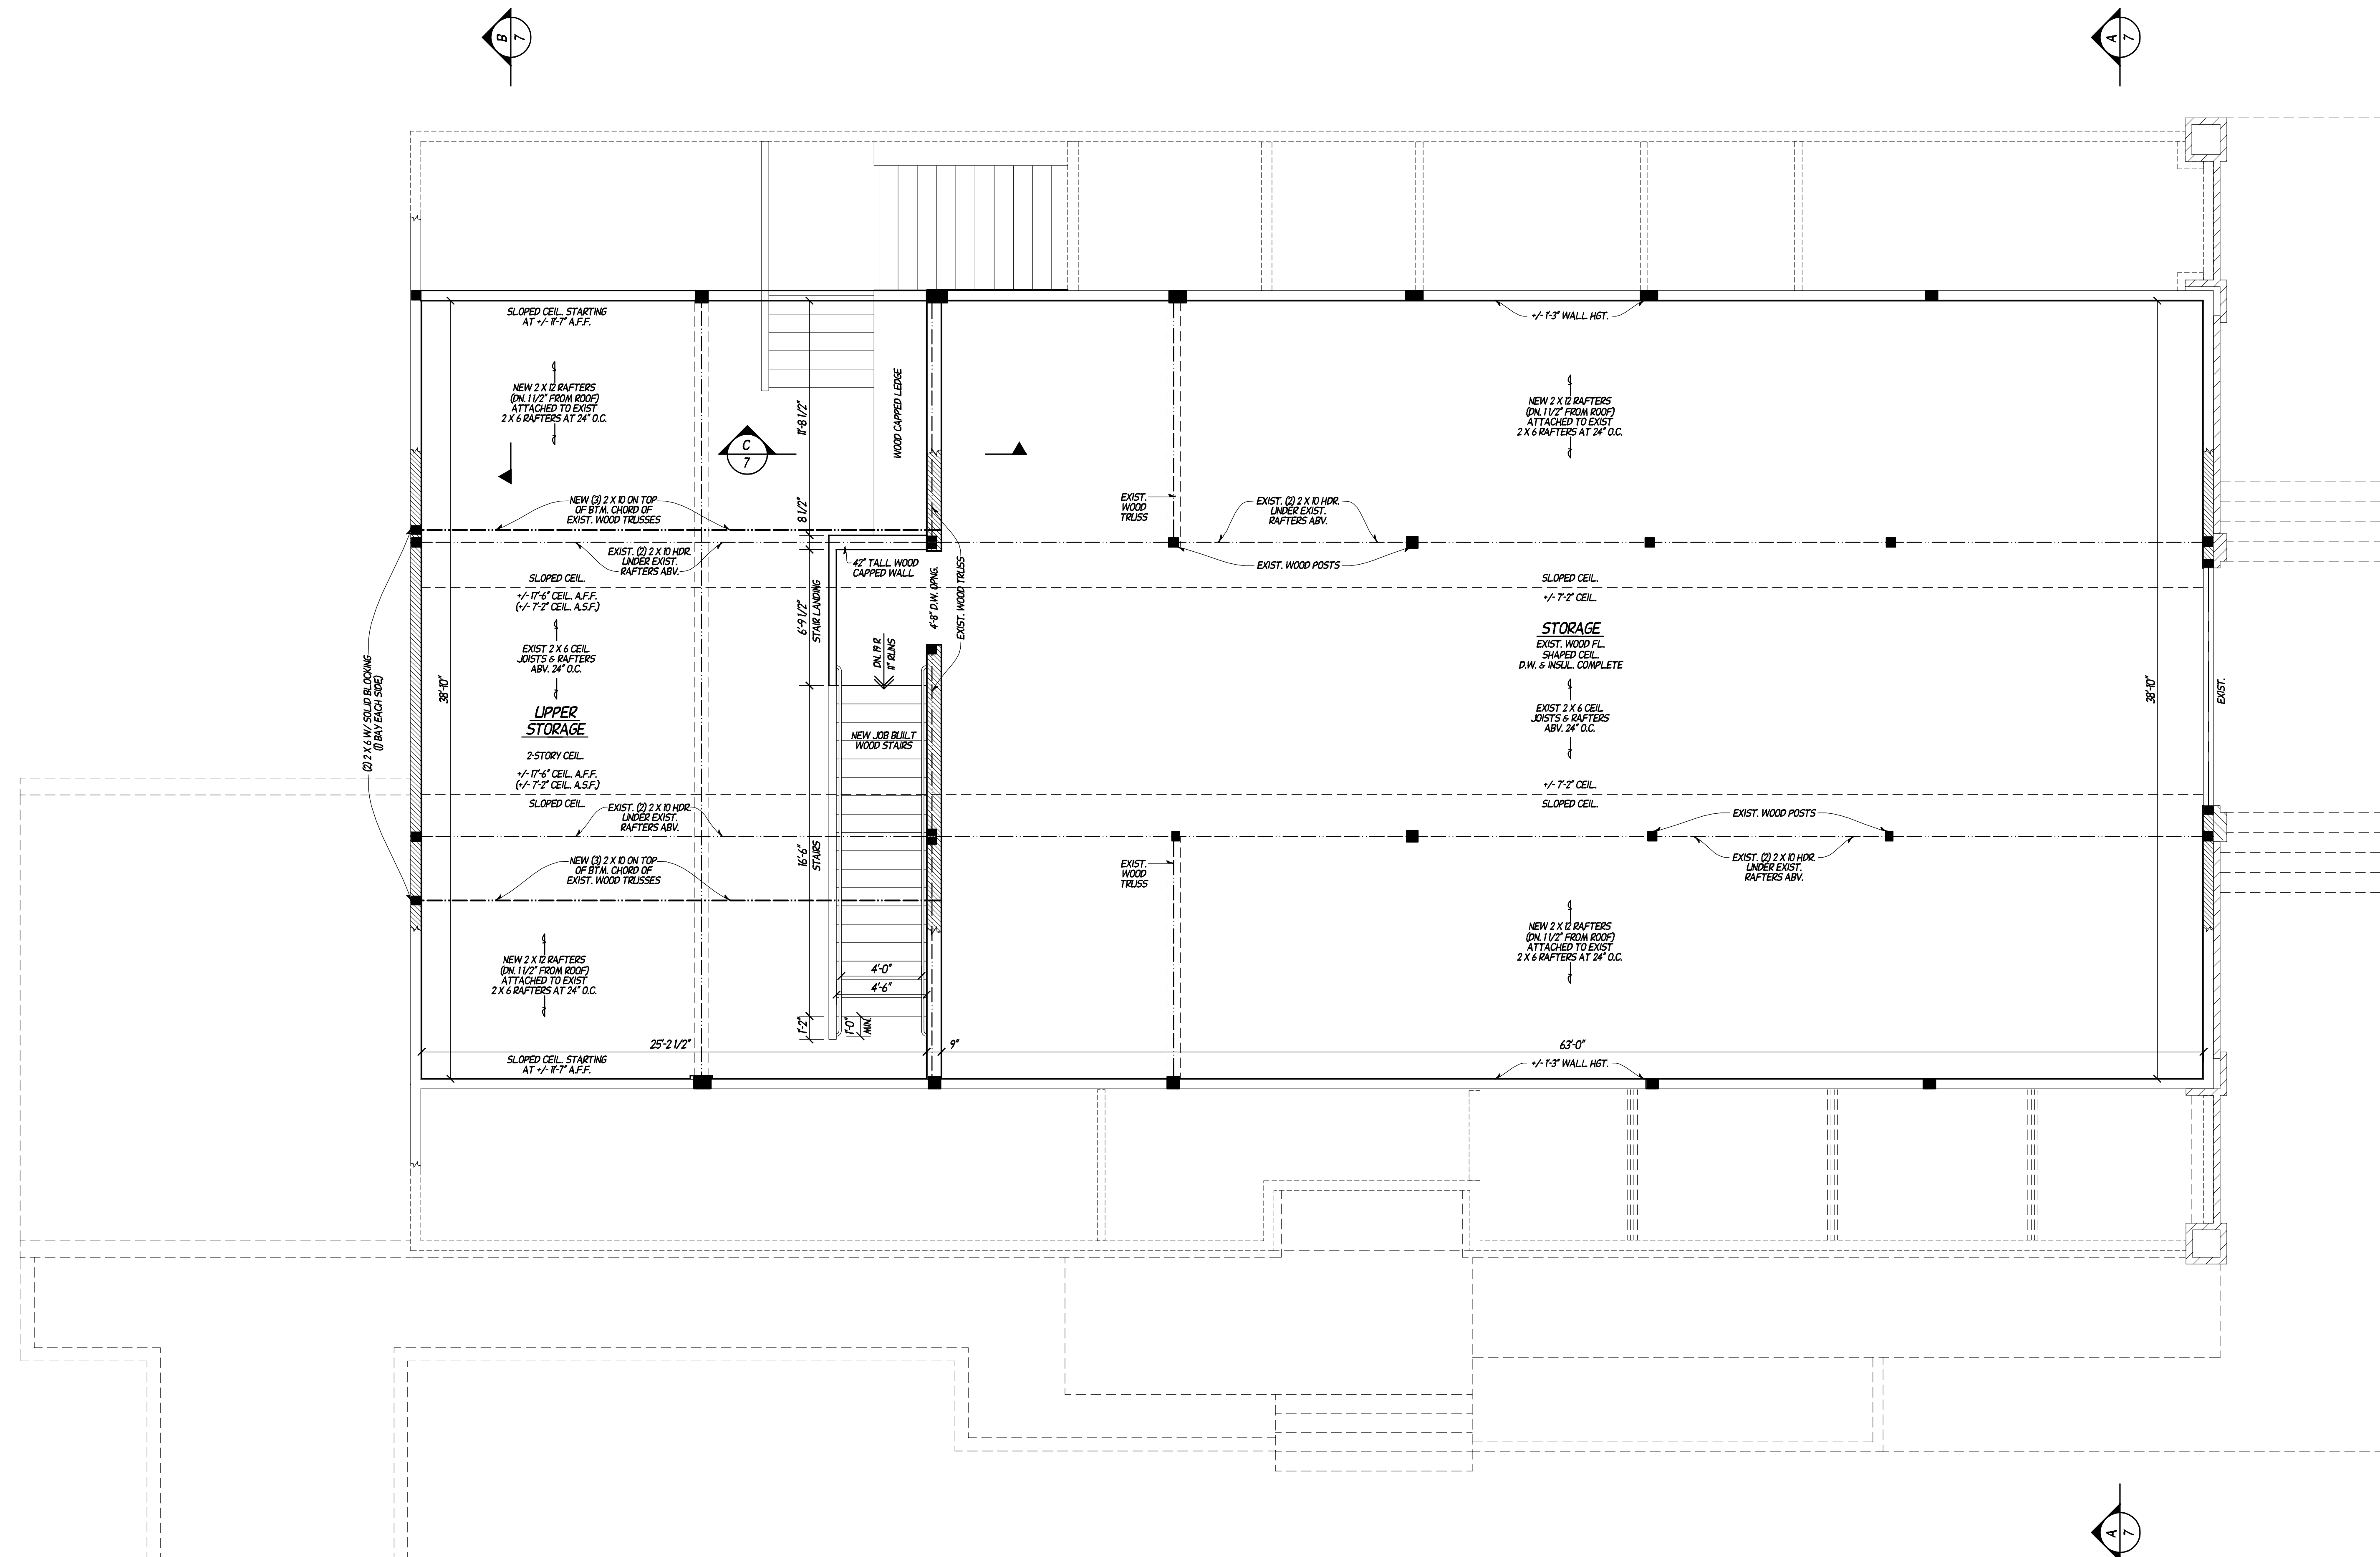 B
7
A
7
SLOPED CEIL. STARTING
AT +/- 11'-7" A.F.F.
+/- 1'-3" WALL HGT.
NEW 2 X 12 RAFTERS
(DN. 1 1/2" FROM ROOF)
ATTACHED TO EXIST
2 X 6 RAFTERS AT 24" O.C.
C
7
11'-8 1/2"
WOOD CAPPED LEDGE
NEW 2 X 12 RAFTERS
(DN. 1 1/2" FROM ROOF)
ATTACHED TO EXIST
2 X 6 RAFTERS AT 24" O.C.
NEW (3) 2 X 10 ON TOP
OF BTM. CHORD OF
EXIST. WOOD TRUSSES
8 1/2"
EXIST.
WOOD
TRUSS
EXIST. (2) 2 X 10 HDR.
UNDER EXIST.
RAFTERS ABV.
EXIST. (2) 2 X 10 HDR.
UNDER EXIST.
RAFTERS ABV.
42" TALL WOOD
CAPPED WALL
EXIST. WOOD POSTS
SLOPED CEIL.
+/- 17'-6" CEIL. A.F.F.
(+/- 7'-2" CEIL. A.S.F.)
6'-9 1/2"
STAIR LANDING
4'-8" D.W. OPNG.
EXIST. WOOD TRUSS
SLOPED CEIL.
+/- 7'-2" CEIL.
EXIST 2 X 6 CEIL.
JOISTS & RAFTERS
ABV. 24" O.C.
DN. 19 R
11" RUNS
STORAGE
EXIST. WOOD FL.
SHAPED CEIL.
D.W. & INSUL. COMPLETE
(2) 2 X 6 W/ SOLID BLOCKING
(1) BAY EACH SIDE)
38'-10"
38'-10"
EXIST.
UPPER
STORAGE
NEW JOB BUILT
WOOD STAIRS
EXIST 2 X 6 CEIL.
JOISTS & RAFTERS
ABV. 24" O.C.
2-STORY CEIL.
+/- 17'-6" CEIL. A.F.F.
(+/- 7'-2" CEIL. A.S.F.)
SLOPED CEIL.
+/- 7'-2" CEIL.
SLOPED CEIL.
EXIST. (2) 2 X 10 HDR.
UNDER EXIST.
RAFTERS ABV.
EXIST. WOOD POSTS
NEW (3) 2 X 10 ON TOP
OF BTM. CHORD OF
EXIST. WOOD TRUSSES
16'-6"
STAIRS
EXIST.
WOOD
TRUSS
EXIST. (2) 2 X 10 HDR.
UNDER EXIST.
RAFTERS ABV.
NEW 2 X 12 RAFTERS
(DN. 1 1/2" FROM ROOF)
ATTACHED TO EXIST
2 X 6 RAFTERS AT 24" O.C.
NEW 2 X 12 RAFTERS
(DN. 1 1/2" FROM ROOF)
ATTACHED TO EXIST
2 X 6 RAFTERS AT 24" O.C.
4'-0"
4'-6"
1'-2"
1'-0"
MIN.
25'-2 1/2"
9"
63'-0"
SLOPED CEIL. STARTING
AT +/- 11'-7" A.F.F.
+/- 1'-3" WALL HGT.
A
7